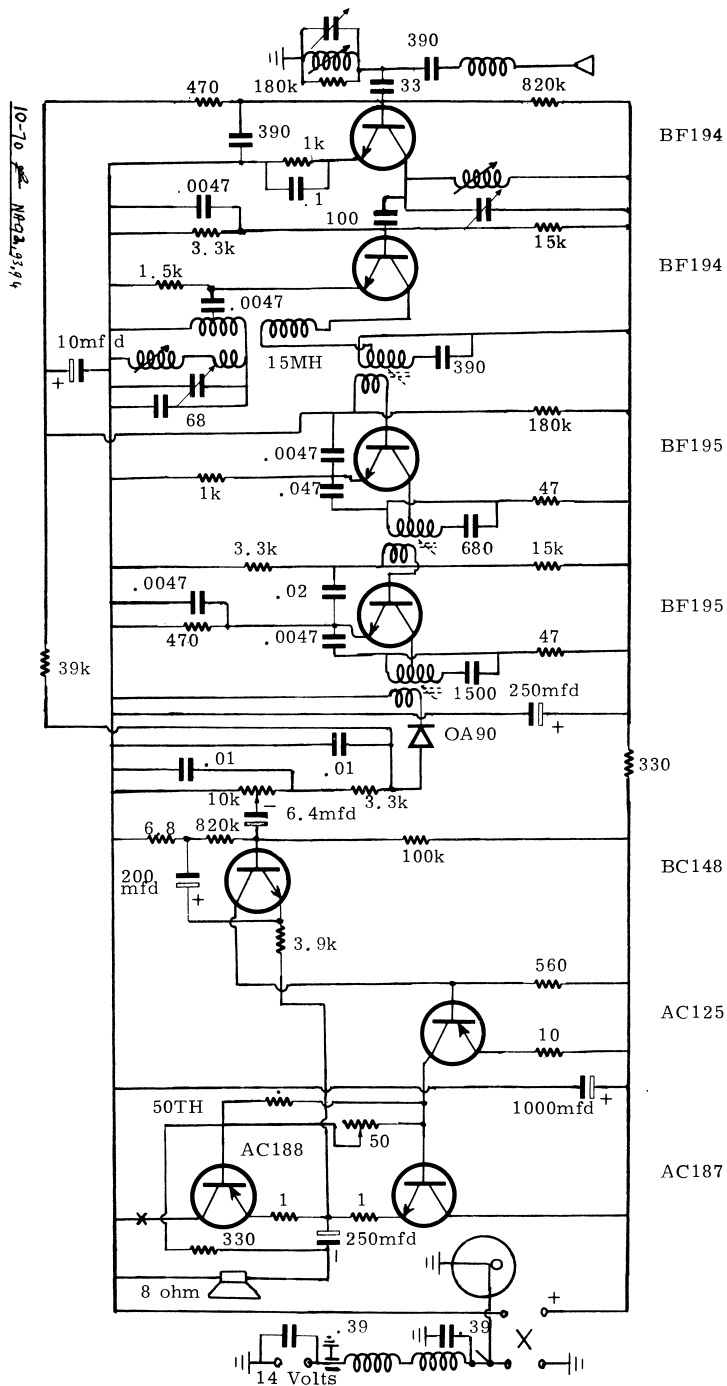 390
470
180k
33
820k
BF194
390
1k
.1
.0047
100
3.3k
15k
BF194
1.5k
.0047
10mfd
+
15MH
390
68
180k
.0047
BF195
.047
1k
47
680
3.3k
15k
.0047
.02
BF195
470
.0047
47
39k
1500
250mfd
+
OA90
.01
.01
330
10k
3.3k
6.4mfd
−
6.8
820k
100k
BC148
200
mfd
+
3.9k
560
AC125
10
50TH
1000mfd
+
50
AC188
AC187
1
1
330
250mfd
8 ohm
+
.39
.39
X
14 Volts
10-70